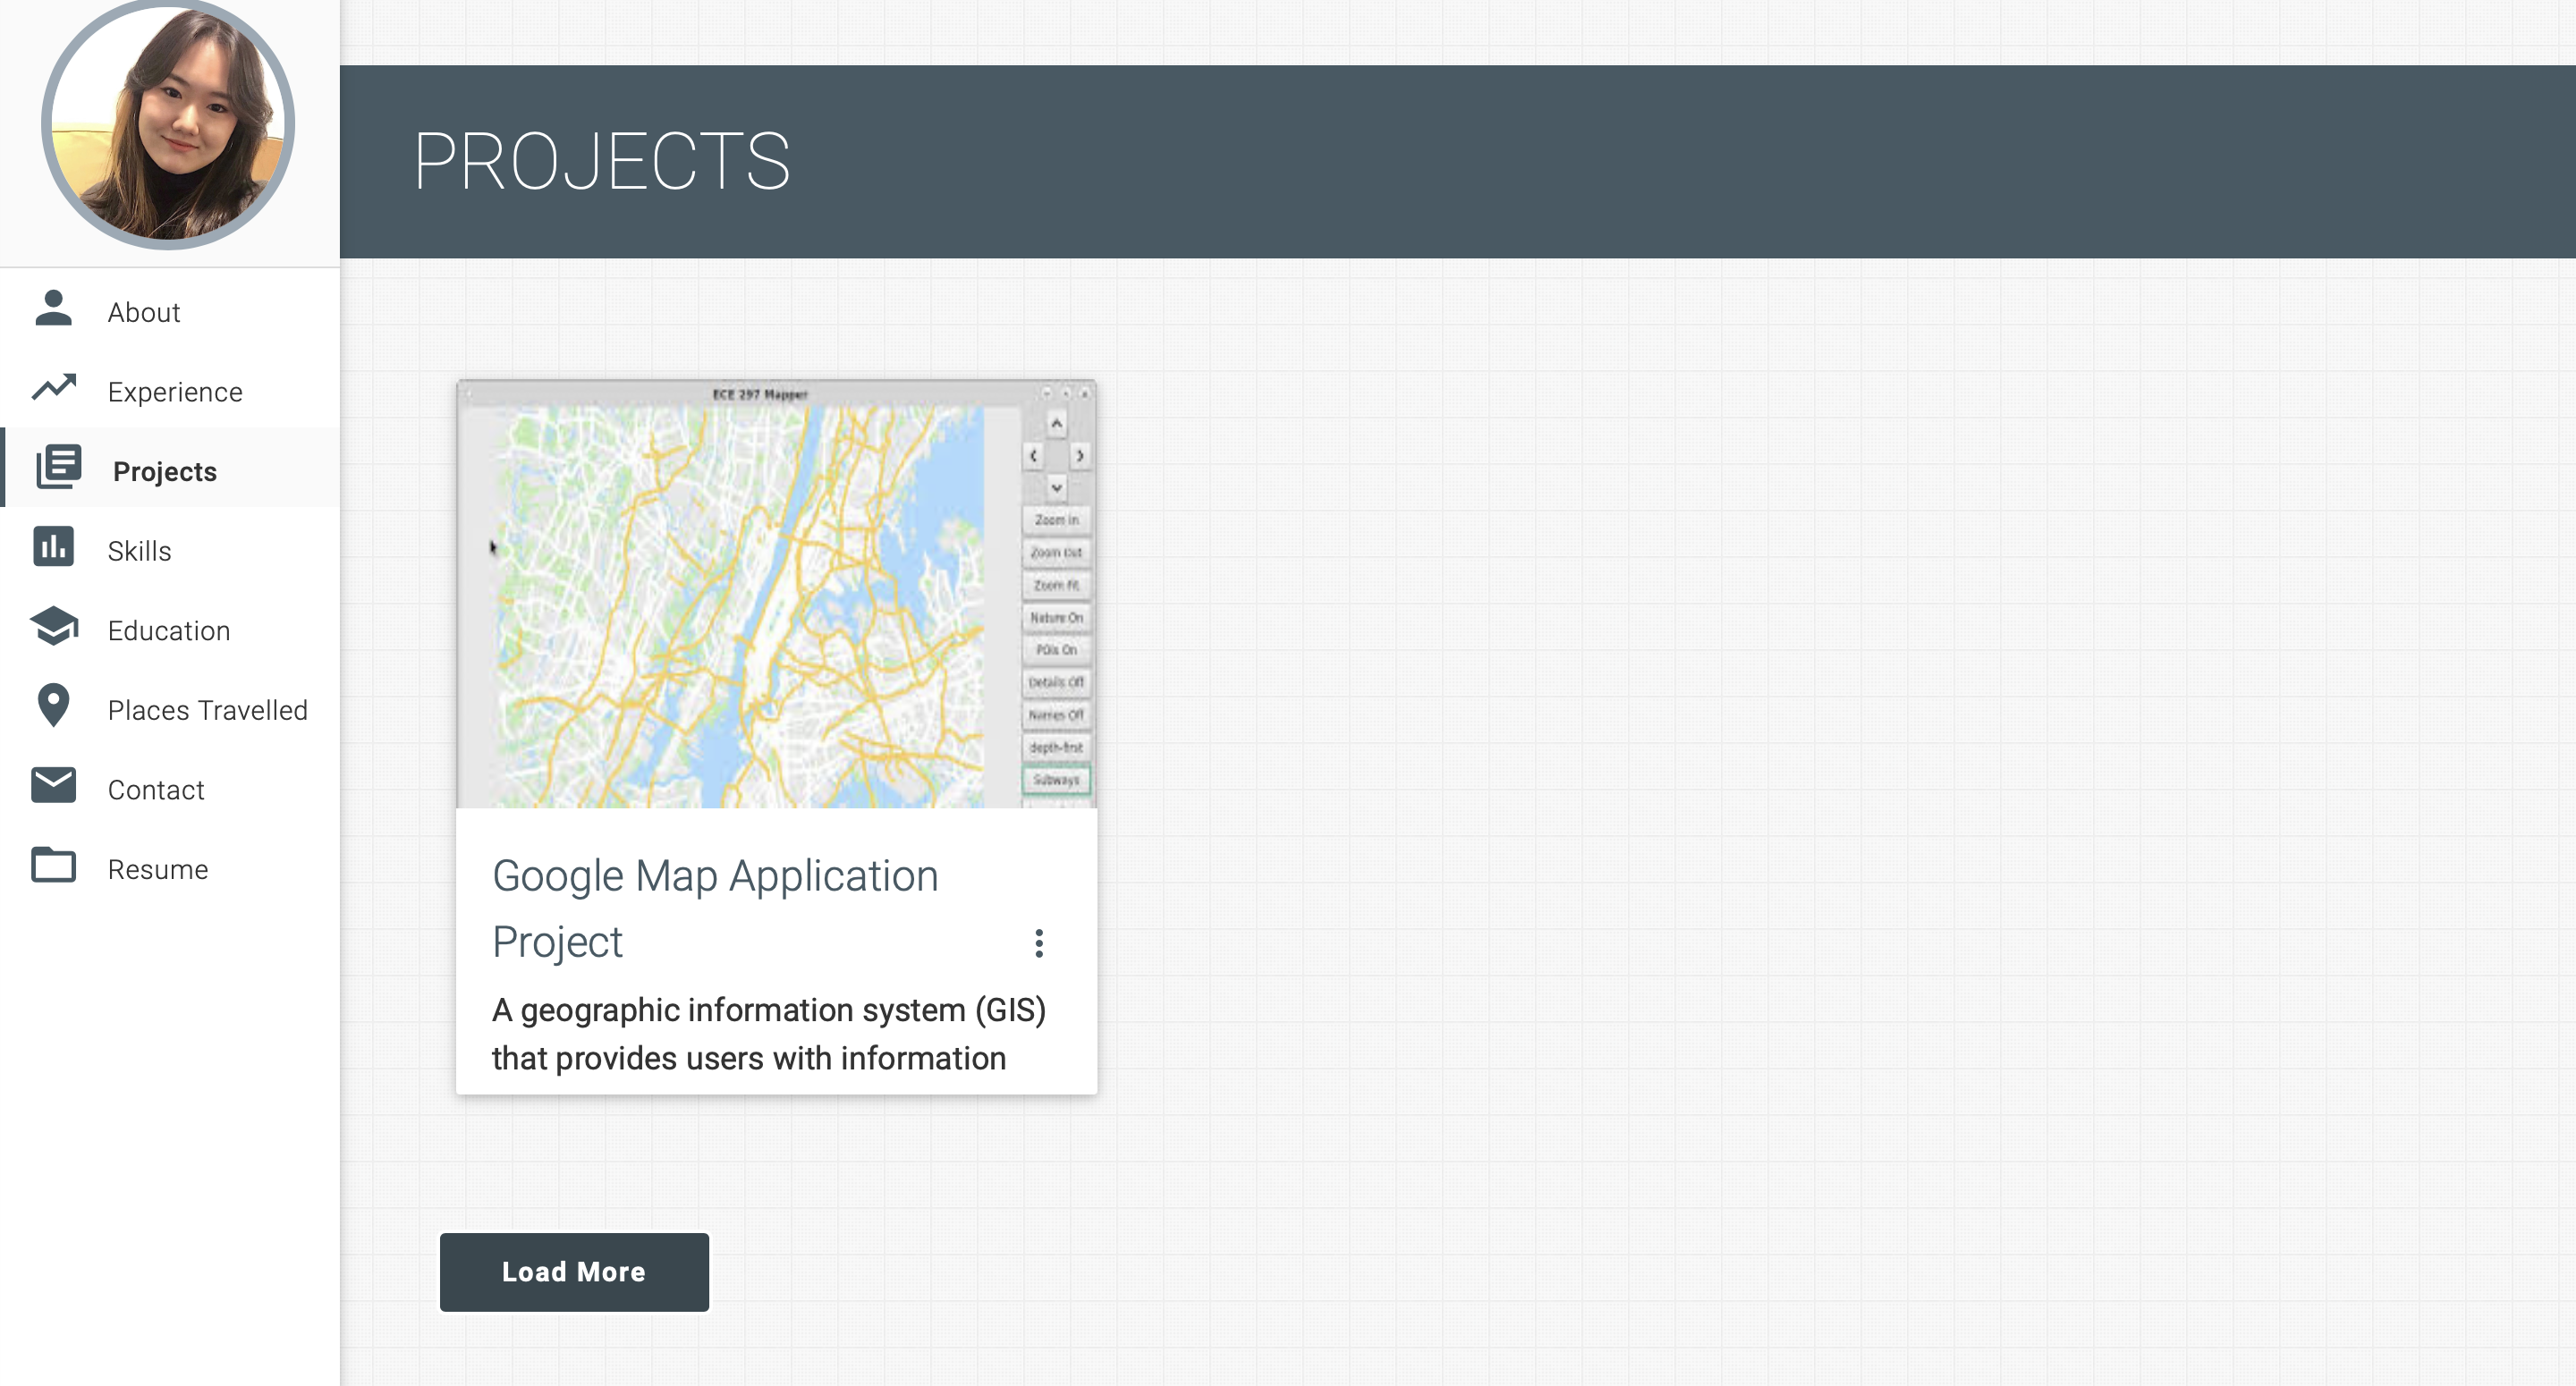 PROJECTS
About
Experience
Projects
Skills
Education
Places Travelled
Contact
Resume
ECE 297 Mapper
Zoom In
Zoom Out
Zoom Fit
Nature On
POIs On
Details Off
Names Off
depth-first
Subways
Google Map Application
Project
A geographic information system (GIS)
that provides users with information
Load More